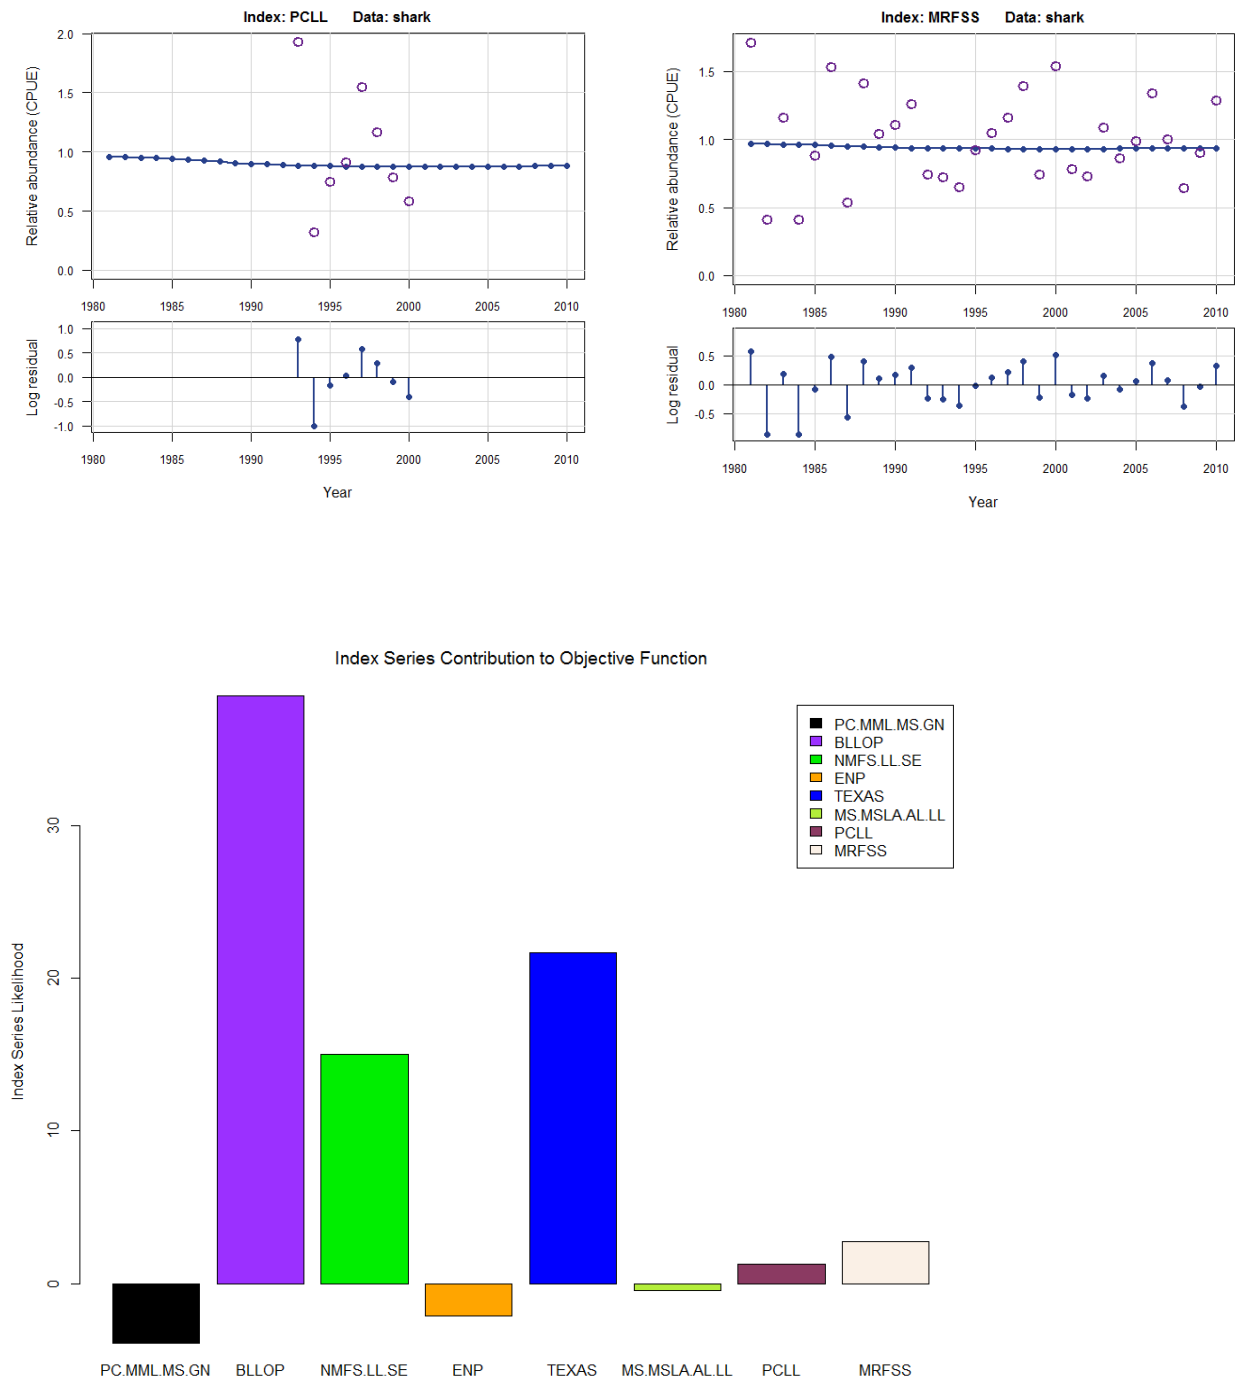 Index: PCLL Data: shark
Relative abundance (CPUE)
2.0
1.5
1.0
0.5
0.0
1980 1985 1990 1995 2000 2005 2010
Log residual
1.0
0.5
0.0
-0.5
-1.0
1980 1985 1990 1995 2000 2005 2010
Year
Index: MRFSS Data: shark
Relative abundance (CPUE)
1.5
1.0
0.5
0.0
1980 1985 1990 1995 2000 2005 2010
Log residual
0.5
0.0
-0.5
1980 1985 1990 1995 2000 2005 2010
Year
Index Series Contribution to Objective Function
Index Series Likelihood
30
20
10
0
PC.MML.MS.GN
BLLOP
NMFS.LL.SE
ENP
TEXAS
MS.MSLA.AL.LL
PCLL
MRFSS
PC.MML.MS.GN BLLOP NMFS.LL.SE ENP TEXAS MS.MSLA.AL.LL PCLL MRFSS